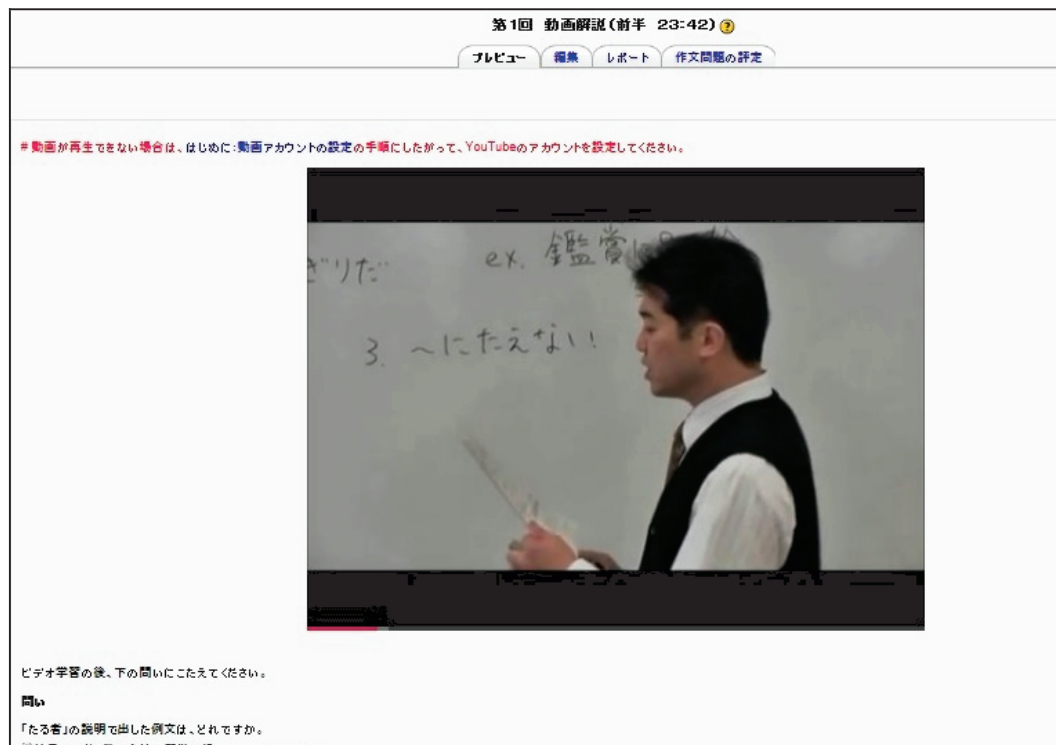 第1回 動画解説(前半 23:42)
プレビュー 編集 レポート 作文問題の評定
#動画が再生できない場合は、はじめに:動画アカウントの設定の手順にしたがって、YouTubeのアカウントを設定してください。
ぎりだ ex. 鑑賞
3. ～にたえない
ビデオ学習の後、下の問いにこたえてください。
問い
「たる者」の説明で出した例文は、どれですか。